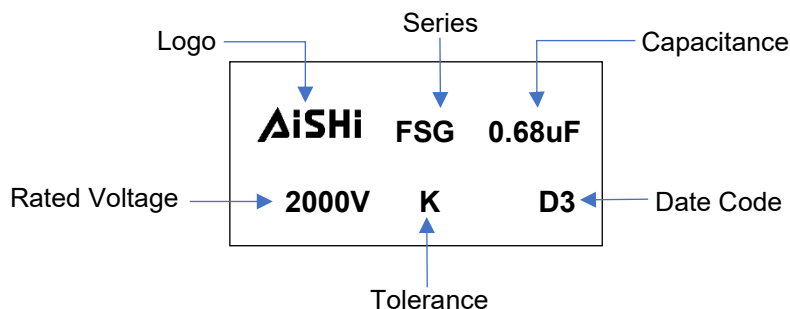 Series
Logo
Capacitance
AiSHi FSG 0.68uF
Rated Voltage 2000V K D3 Date Code
Tolerance